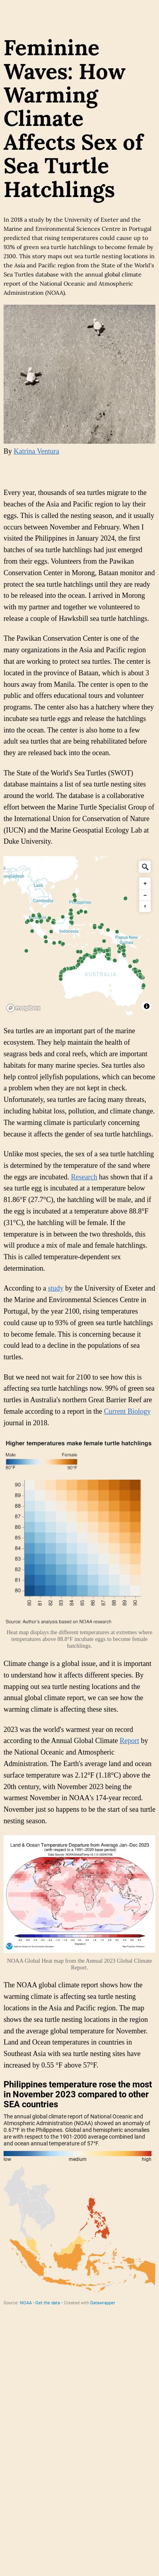 Feminine
Waves: How
Warming
Climate
Affects Sex of
Sea Turtle
Hatchlings
In 2018 a study by the University of Exeter and the
Marine and Environmental Sciences Centre in Portugal
predicted that rising temperatures could cause up to
93% of green sea turtle hatchlings to become female by
2100. This story maps out sea turtle nesting locations in
the Asia and Pacific region from the State of the World's
Sea Turtles database with the annual global climate
report of the National Oceanic and Atmospheric
Administration (NOAA).
By Katrina Ventura
Every year, thousands of sea turtles migrate to the
beaches of the Asia and Pacific region to lay their
eggs. This is called the nesting season, and it usually
occurs between November and February. When I
visited the Philippines in January 2024, the first
batches of sea turtle hatchlings had just emerged
from their eggs. Volunteers from the Pawikan
Conservation Center in Morong, Bataan monitor and
protect the sea turtle hatchlings until they are ready
to be released into the ocean. I arrived in Morong
just in time, and together we volunteered to
release a couple of Hawksbill sea turtle hatchlings.
The Pawikan Conservation Center is one of the
many organizations in the Asia and Pacific region
that are working to protect sea turtles. The center is
located in the province of Bataan, which is about 3
hours away from Manila. The center is open to the
public and offers educational tours and volunteer
programs. The center also has a hatchery where they
incubate sea turtle eggs and release the hatchlings
into the ocean. The center is also home to a few
adult sea turtles that are being rehabilitated before
they are released back into the ocean.
The State of the World's Sea Turtles (SWOT)
database maintains a list of sea turtle nesting sites
around the world. The database is a collaborative
effort between the Marine Turtle Specialist Group of
the International Union for Conservation of Nature
(IUCN) and the Marine Geospatial Ecology Lab at
Duke University.
Laos
Cambodia
Philippines
Indonesia
Papua New
Guinea
AUSTRALIA
mapbox
Sea turtles are an important part of the marine
ecosystem. They help maintain the health of
seagrass beds and coral reefs, which are important
habitats for many marine species. Sea turtles also
help control jellyfish populations, which can become
a problem when they are not kept in check.
Unfortunately, sea turtles are facing many threats,
including habitat loss, pollution, and climate change.
The warming climate is particularly concerning
because it affects the gender of sea turtle hatchlings.
Unlike most species, the sex of a sea turtle hatchling
is determined by the temperature of the sand where
the eggs are incubated. Research has shown that if a
sea turtle egg is incubated at a temperature below
81.86°F (27.7°C), the hatchling will be male, and if
the egg is incubated at a temperature above 88.8°F
(31°C), the hatchling will be female. If the
temperature is in between the two thresholds, this
will produce a mix of male and female hatchlings.
This is called temperature-dependent sex
determination.
According to a study by the University of Exeter and
the Marine and Environmental Sciences Centre in
Portugal, by the year 2100, rising temperatures
could cause up to 93% of green sea turtle hatchlings
to become female. This is concerning because it
could lead to a decline in the populations of sea
turtles.
But we need not wait for 2100 to see how this is
affecting sea turtle hatchlings now. 99% of green sea
turtles in Australia's northern Great Barrier Reef are
female according to a report in the Current Biology
journal in 2018.
Higher temperatures make female turtle hatchlings
Male Female
80°F 90°F
90
89
88
87
86
85
84
83
82
81
80
80 81 82 83 84 85 86 87 88 89 90
Source: Author's analysis based on NOAA research
Heat map displays the different temperatures at extremes where
temperatures above 88.8°F incubate eggs to become female
hatchlings.
Climate change is a global issue, and it is important
to understand how it affects different species. By
mapping out sea turtle nesting locations and the
annual global climate report, we can see how the
warming climate is affecting these sites.
2023 was the world's warmest year on record
according to the Annual Global Climate Report by
the National Oceanic and Atmospheric
Administration. The Earth's average land and ocean
surface temperature was 2.12°F (1.18°C) above the
20th century, with November 2023 being the
warmest November in NOAA's 174-year record.
November just so happens to be the start of sea turtle
nesting season.
Land & Ocean Temperature Departure from Average Jan–Dec 2023
(with respect to a 1991–2020 base period)
NOAA Global Heat map from the Annual 2023 Global Climate
Report.
The NOAA global climate report shows how the
warming climate is affecting sea turtle nesting
locations in the Asia and Pacific region. The map
shows the sea turtle nesting locations in the region
and the average global temperature for November.
Land and Ocean temperatures in countries in
Southeast Asia with sea turtle nesting sites have
increased by 0.55 °F above 57°F.
Philippines temperature rose the most
in November 2023 compared to other
SEA countries
The annual global climate report of National Oceanic and
Atmospheric Administration (NOAA) showed an anomaly of
0.67°F in the Philippines. Global and hemispheric anomalies
are with respect to the 1901-2000 average combined land
and ocean annual temperature of 57°F.
low medium high
Source: NOAA · Get the data · Created with Datawrapper